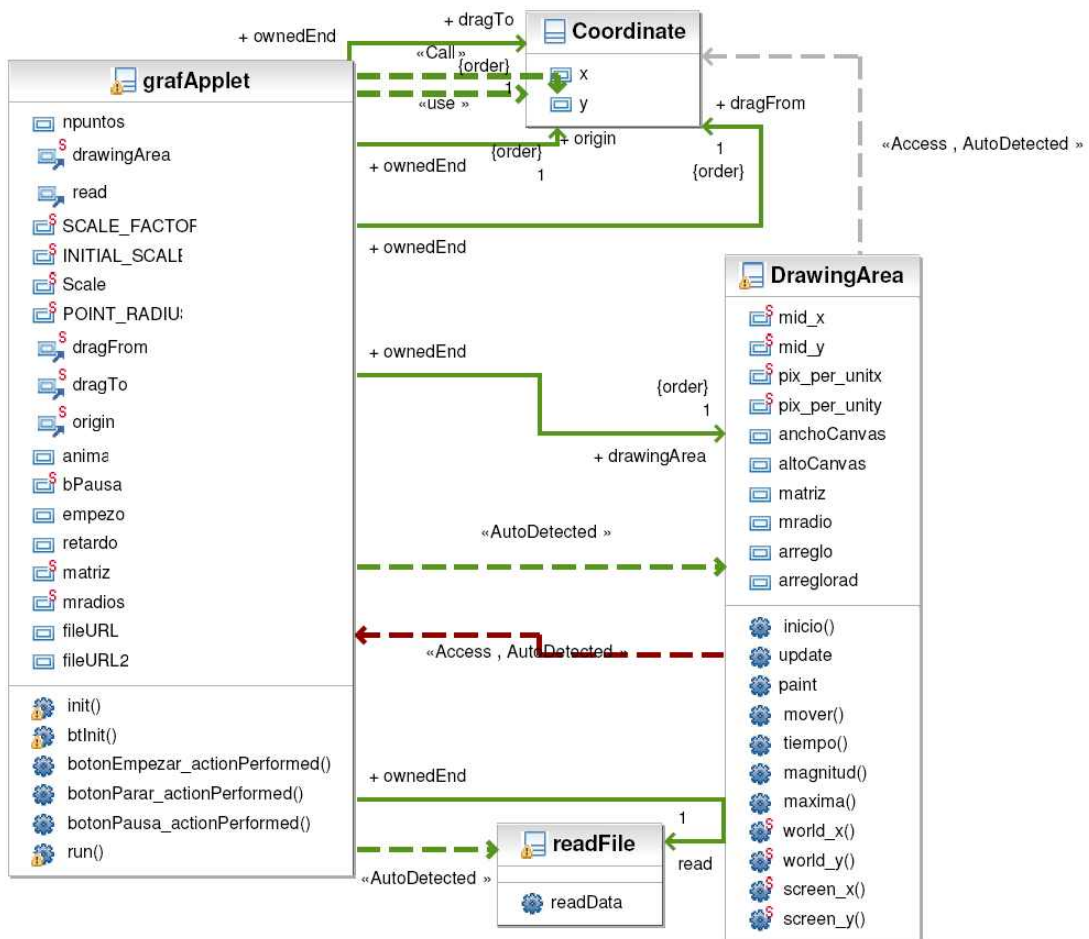 + dragTo
+ ownedEnd
«Call»
{order}
1
«use »
Coordinate
x
y
+ dragFrom
1
{order}
+ origin
{order}
1
+ ownedEnd
+ ownedEnd
«Access , AutoDetected »
grafApplet
npuntos
S drawingArea
read
S SCALE_FACTOF
S INITIAL_SCALE
S Scale
S POINT_RADIU:
S dragFrom
S dragTo
S origin
anima
S bPausa
empezo
retardo
S matriz
S mradios
fileURL
fileURL2
init()
btInit()
botonEmpezar_actionPerformed()
botonParar_actionPerformed()
botonPausa_actionPerformed()
run()
+ ownedEnd
{order}
1
+ drawingArea
«AutoDetected »
«Access , AutoDetected »
DrawingArea
S mid_x
S mid_y
S pix_per_unitx
S pix_per_unity
anchoCanvas
altoCanvas
matriz
mradio
arreglo
arreglorad
inicio()
update
paint
mover()
tiempo()
magnitud()
maxima()
S world_x()
S world_y()
S screen_x()
S screen_y()
+ ownedEnd
1
read
«AutoDetected »
readFile
readData